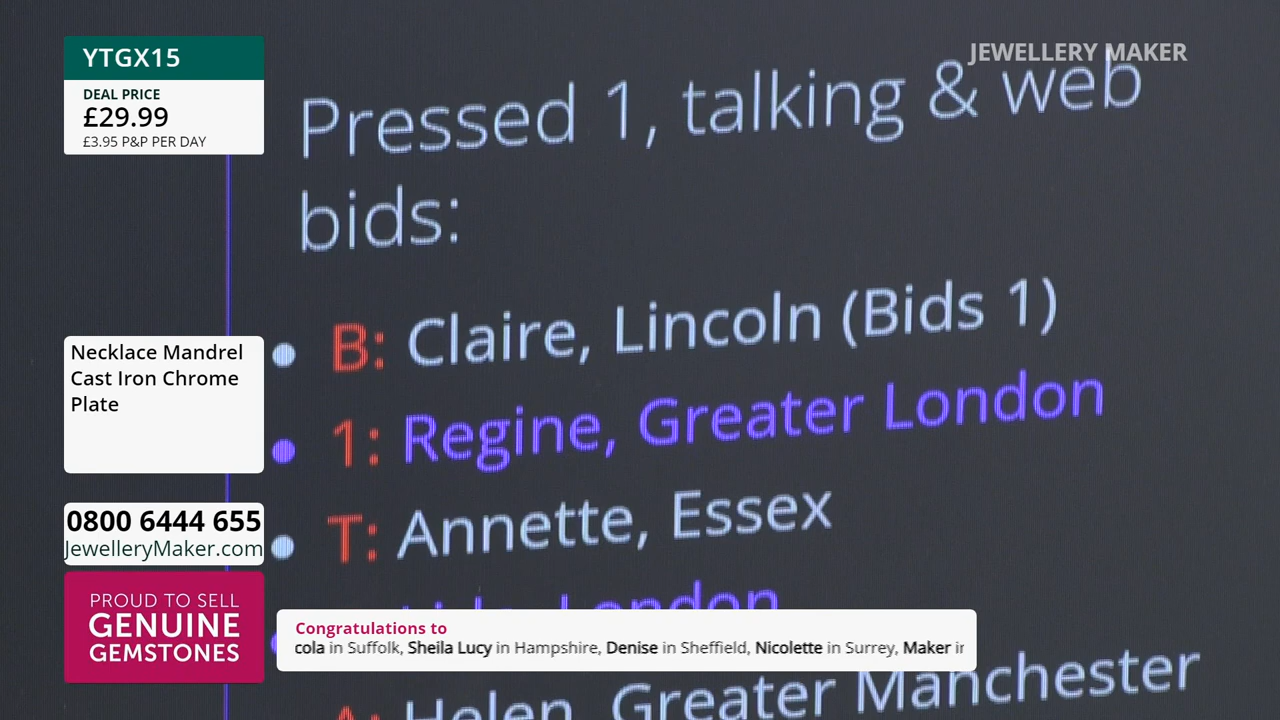 YTGX15
DEAL PRICE
£29.99
£3.95 P&P PER DAY
JEWELLERY MAKER
Pressed 1, talking & web
bids:
B: Claire, Lincoln (Bids 1)
1: Regine, Greater London
T: Annette, Essex
London
Helen, Greater Manchester
Necklace Mandrel
Cast Iron Chrome
Plate
0800 6444 655
JewelleryMaker.com
PROUD TO SELL
GENUINE
GEMSTONES
Congratulations to
cola in Suffolk, Sheila Lucy in Hampshire, Denise in Sheffield, Nicolette in Surrey, Maker in